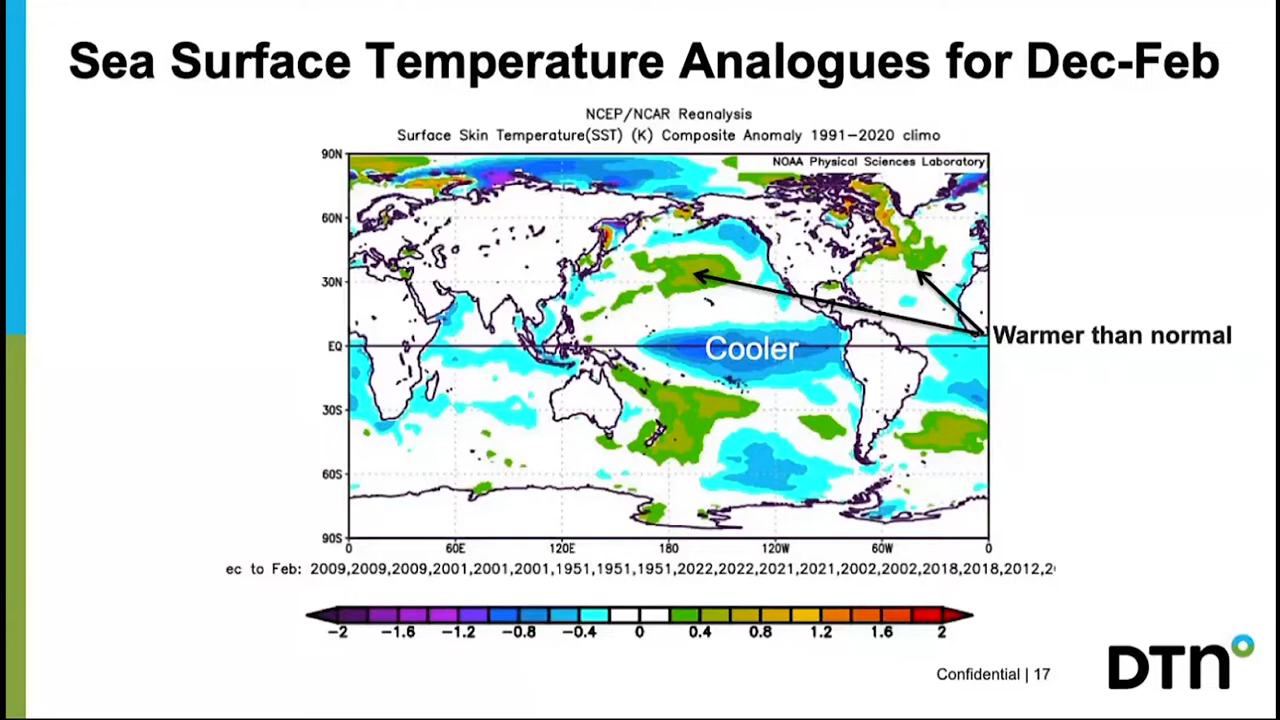 Sea Surface Temperature Analogues for Dec-Feb
NCEP/NCAR Reanalysis
Surface Skin Temperature(SST) (K) Composite Anomaly 1991-2020 climo
NOAA Physical Sciences Laboratory
90N
60N
30N
EQ
30S
60S
90S
Cooler
Warmer than normal
0 60E 120E 180 120W 60W 0
ec to Feb: 2009,2009,2009,2001,2001,2001,1951,1951,1951,2022,2022,2021,2021,2002,2002,2018,2018,2012,2
-2 -1.6 -1.2 -0.8 -0.4 0 0.4 0.8 1.2 1.6 2
Confidential | 17
DTN